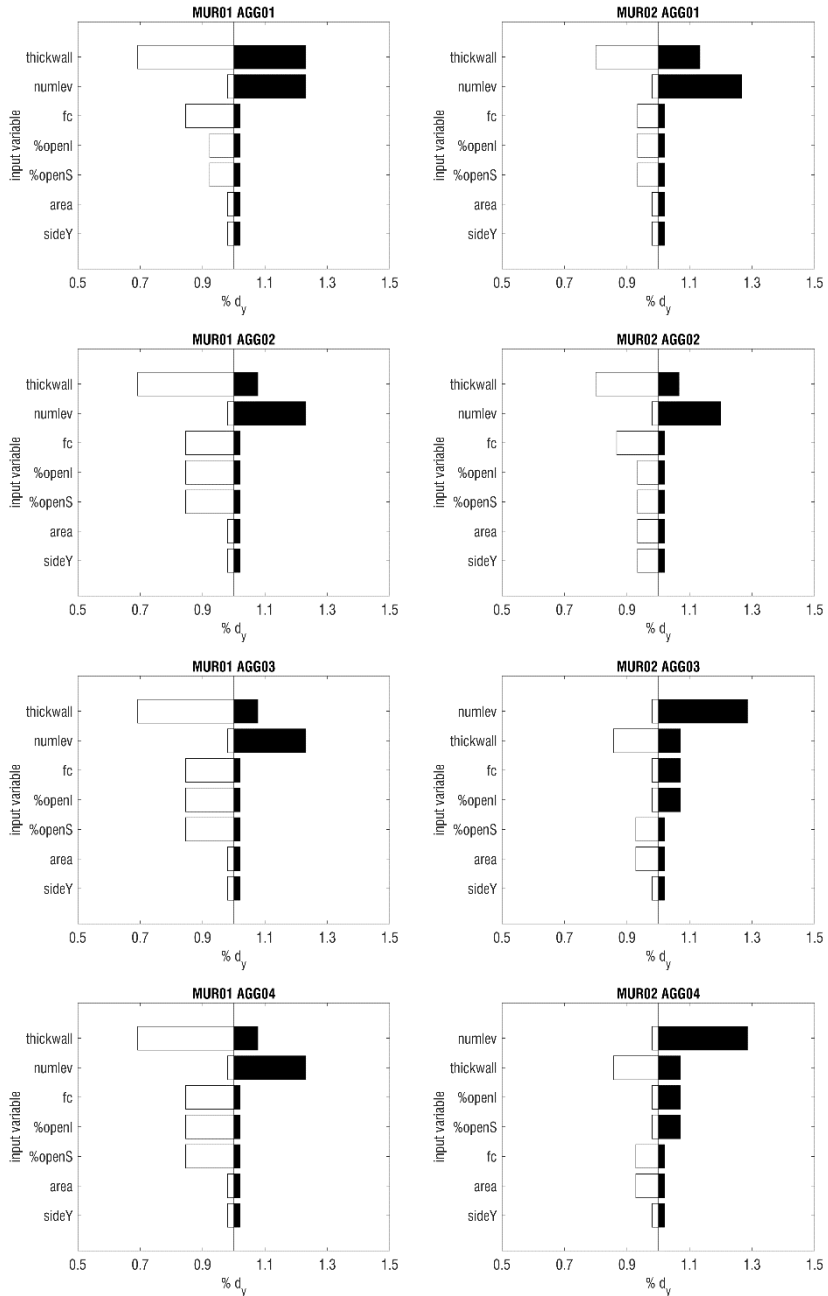 MUR01 AGG01
thickwall
numlev
fc
%openI
%openS
area
sideY
input variable
0.5 0.7 0.9 1.1 1.3 1.5
% dy
MUR02 AGG01
thickwall
numlev
fc
%openI
%openS
area
sideY
input variable
0.5 0.7 0.9 1.1 1.3 1.5
% dy
MUR01 AGG02
thickwall
numlev
fc
%openI
%openS
area
sideY
input variable
0.5 0.7 0.9 1.1 1.3 1.5
% dy
MUR02 AGG02
thickwall
numlev
fc
%openI
%openS
area
sideY
input variable
0.5 0.7 0.9 1.1 1.3 1.5
% dy
MUR01 AGG03
thickwall
numlev
fc
%openI
%openS
area
sideY
input variable
0.5 0.7 0.9 1.1 1.3 1.5
% dy
MUR02 AGG03
numlev
thickwall
fc
%openI
%openS
area
sideY
input variable
0.5 0.7 0.9 1.1 1.3 1.5
% dy
MUR01 AGG04
thickwall
numlev
fc
%openI
%openS
area
sideY
input variable
0.5 0.7 0.9 1.1 1.3 1.5
% dy
MUR02 AGG04
numlev
thickwall
%openI
%openS
fc
area
sideY
input variable
0.5 0.7 0.9 1.1 1.3 1.5
% dy